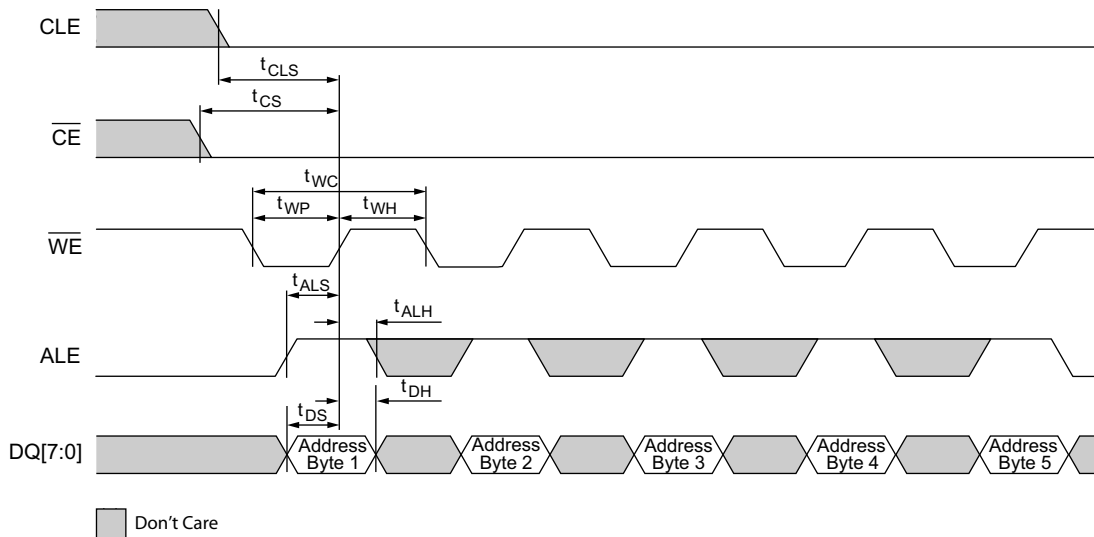 CLE
tCLS
tCS
CE
tWC
tWP
tWH
WE
tALS
tALH
ALE
tDH
tDS
DQ[7:0]
Address
Byte 1
Address
Byte 2
Address
Byte 3
Address
Byte 4
Address
Byte 5
Don't Care